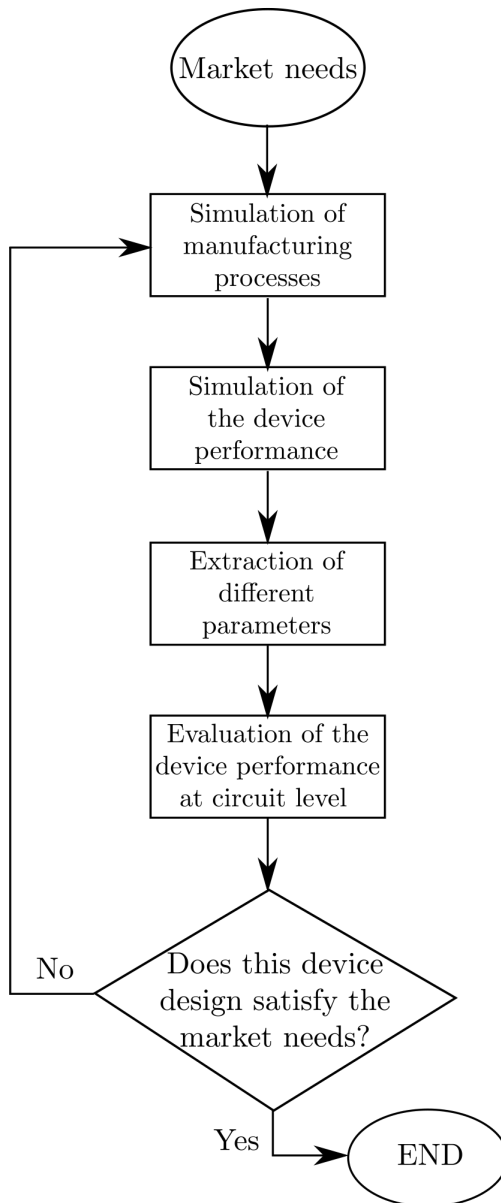 Market needs
Simulation of
manufacturing
processes
Simulation of
the device
performance
Extraction of
different
parameters
Evaluation of the
device performance
at circuit level
Does this device
design satisfy the
market needs?
No
Yes
END